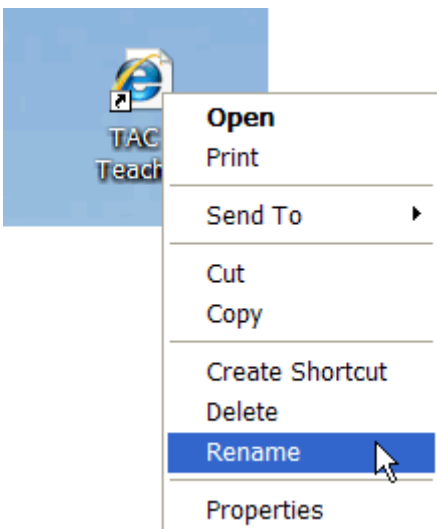 TAC
Teach
Open
Print
Send To
Cut
Copy
Create Shortcut
Delete
Rename
Properties